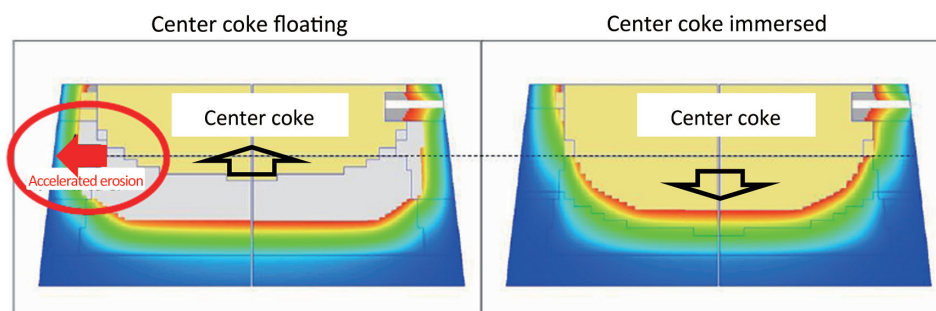 Center coke floating
Center coke immersed
Center coke
Center coke
Accelerated erosion